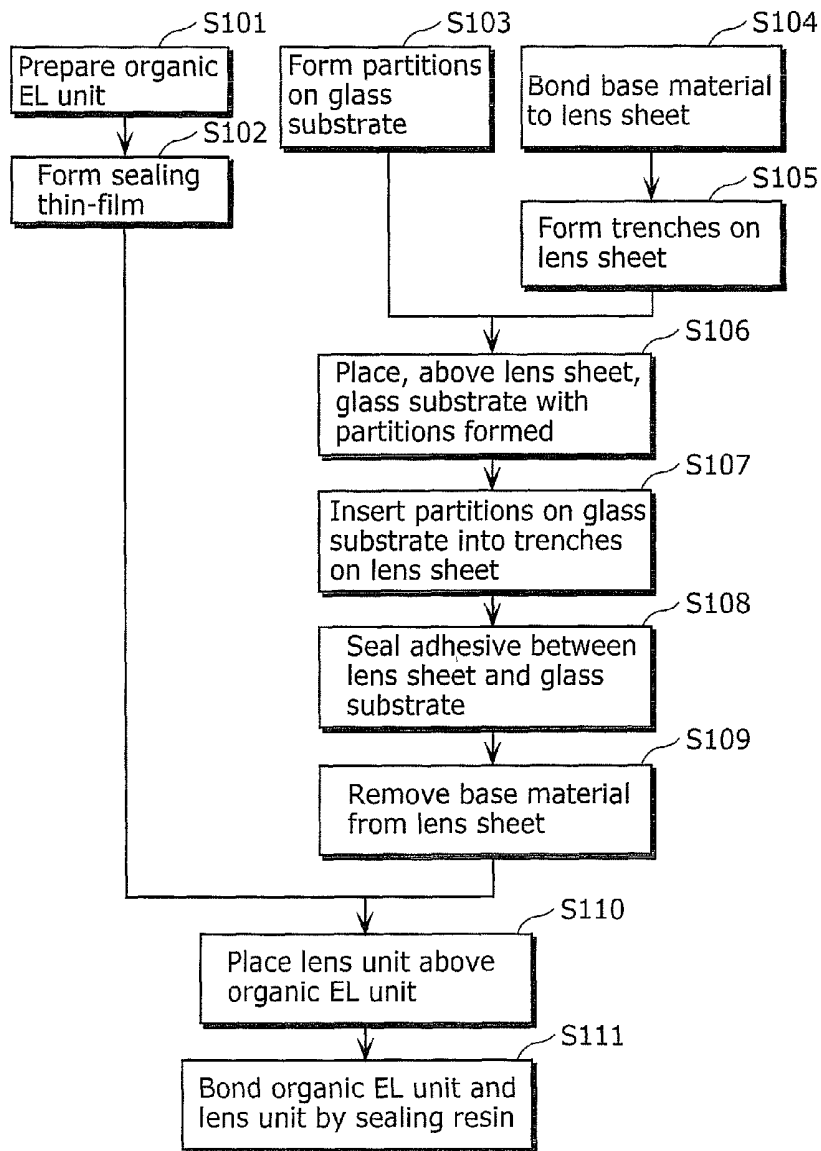 S101
Prepare organic
EL unit
S102
Form sealing
thin-film
S103
Form partitions
on glass
substrate
S104
Bond base material
to lens sheet
S105
Form trenches on
lens sheet
S106
Place, above lens sheet,
glass substrate with
partitions formed
S107
Insert partitions on glass
substrate into trenches
on lens sheet
S108
Seal adhesive between
lens sheet and glass
substrate
S109
Remove base material
from lens sheet
S110
Place lens unit above
organic EL unit
S111
Bond organic EL unit and
lens unit by sealing resin